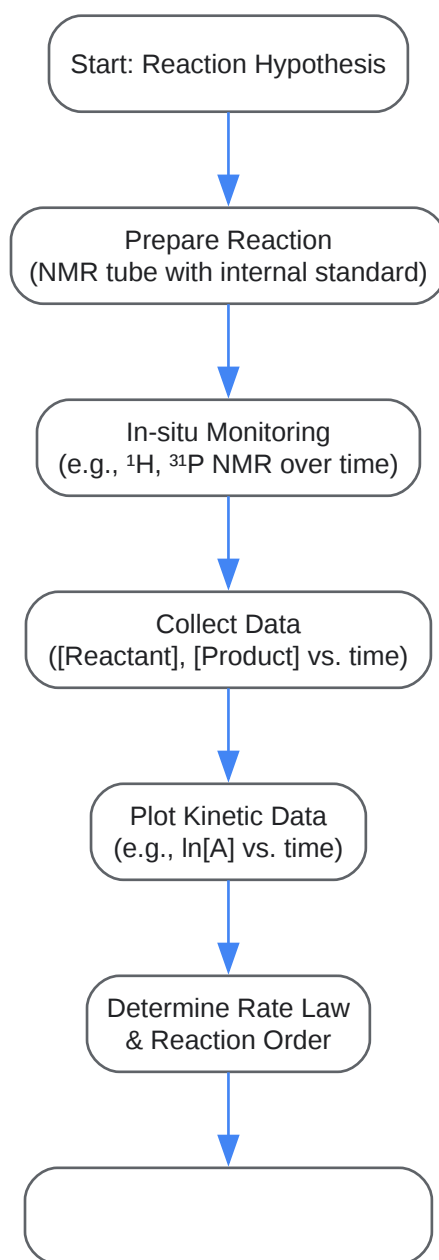 Start: Reaction Hypothesis
Prepare Reaction
(NMR tube with internal standard)
In-situ Monitoring
(e.g., ¹H, ³¹P NMR over time)
Collect Data
([Reactant], [Product] vs. time)
Plot Kinetic Data
(e.g., ln[A] vs. time)
Determine Rate Law
& Reaction Order